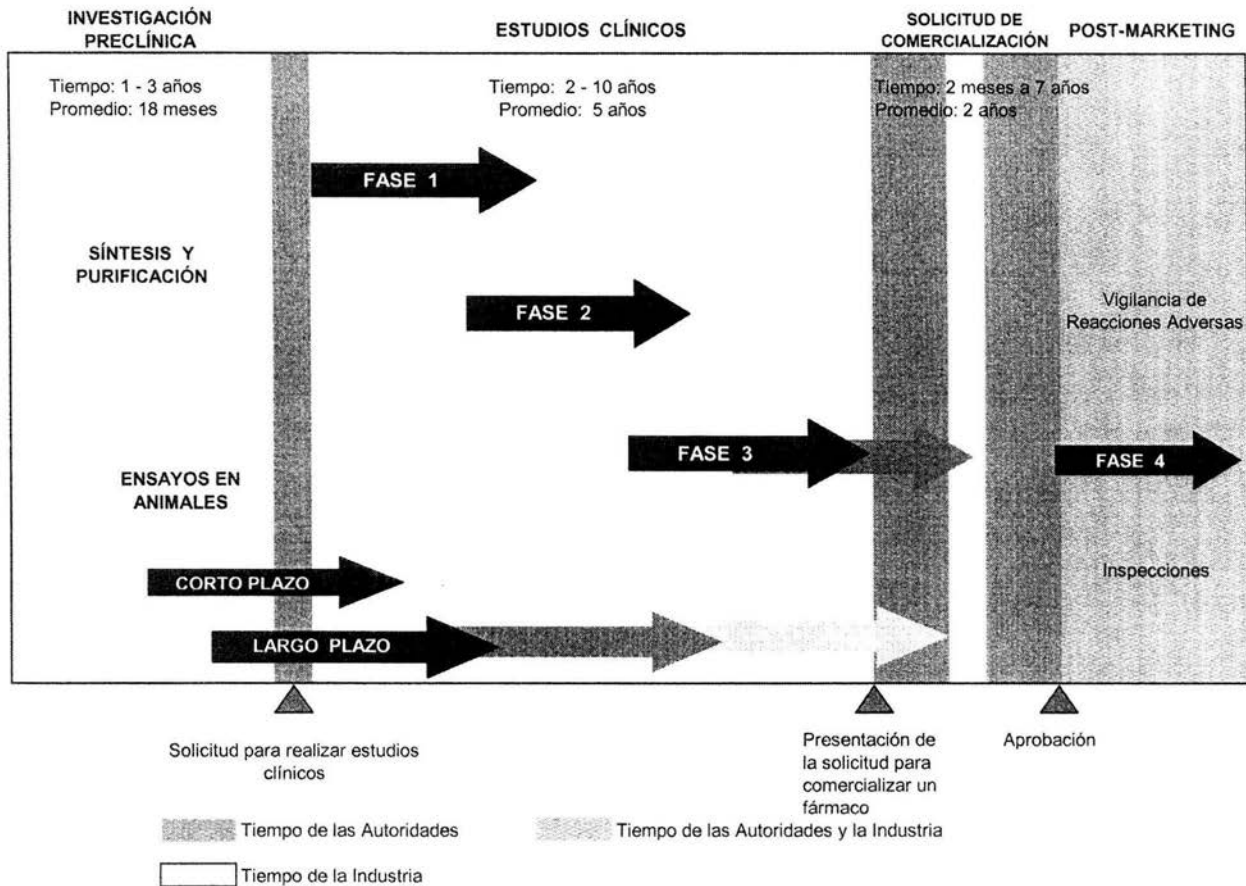 INVESTIGACIÓN
PRECLÍNICA
ESTUDIOS CLÍNICOS
SOLICITUD DE
COMERCIALIZACIÓN
POST-MARKETING
Tiempo: 1 - 3 años
Promedio: 18 meses
Tiempo: 2 - 10 años
Promedio: 5 años
Tiempo: 2 meses a 7 años
Promedio: 2 años
FASE 1
SÍNTESIS Y
PURIFICACIÓN
FASE 2
Vigilancia de
Reacciones Adversas
FASE 3
FASE 4
ENSAYOS EN
ANIMALES
CORTO PLAZO
Inspecciones
LARGO PLAZO
Solicitud para realizar estudios
clínicos
Presentación de
la solicitud para
comercializar un
fármaco
Aprobación
Tiempo de las Autoridades
Tiempo de las Autoridades y la Industria
Tiempo de la Industria